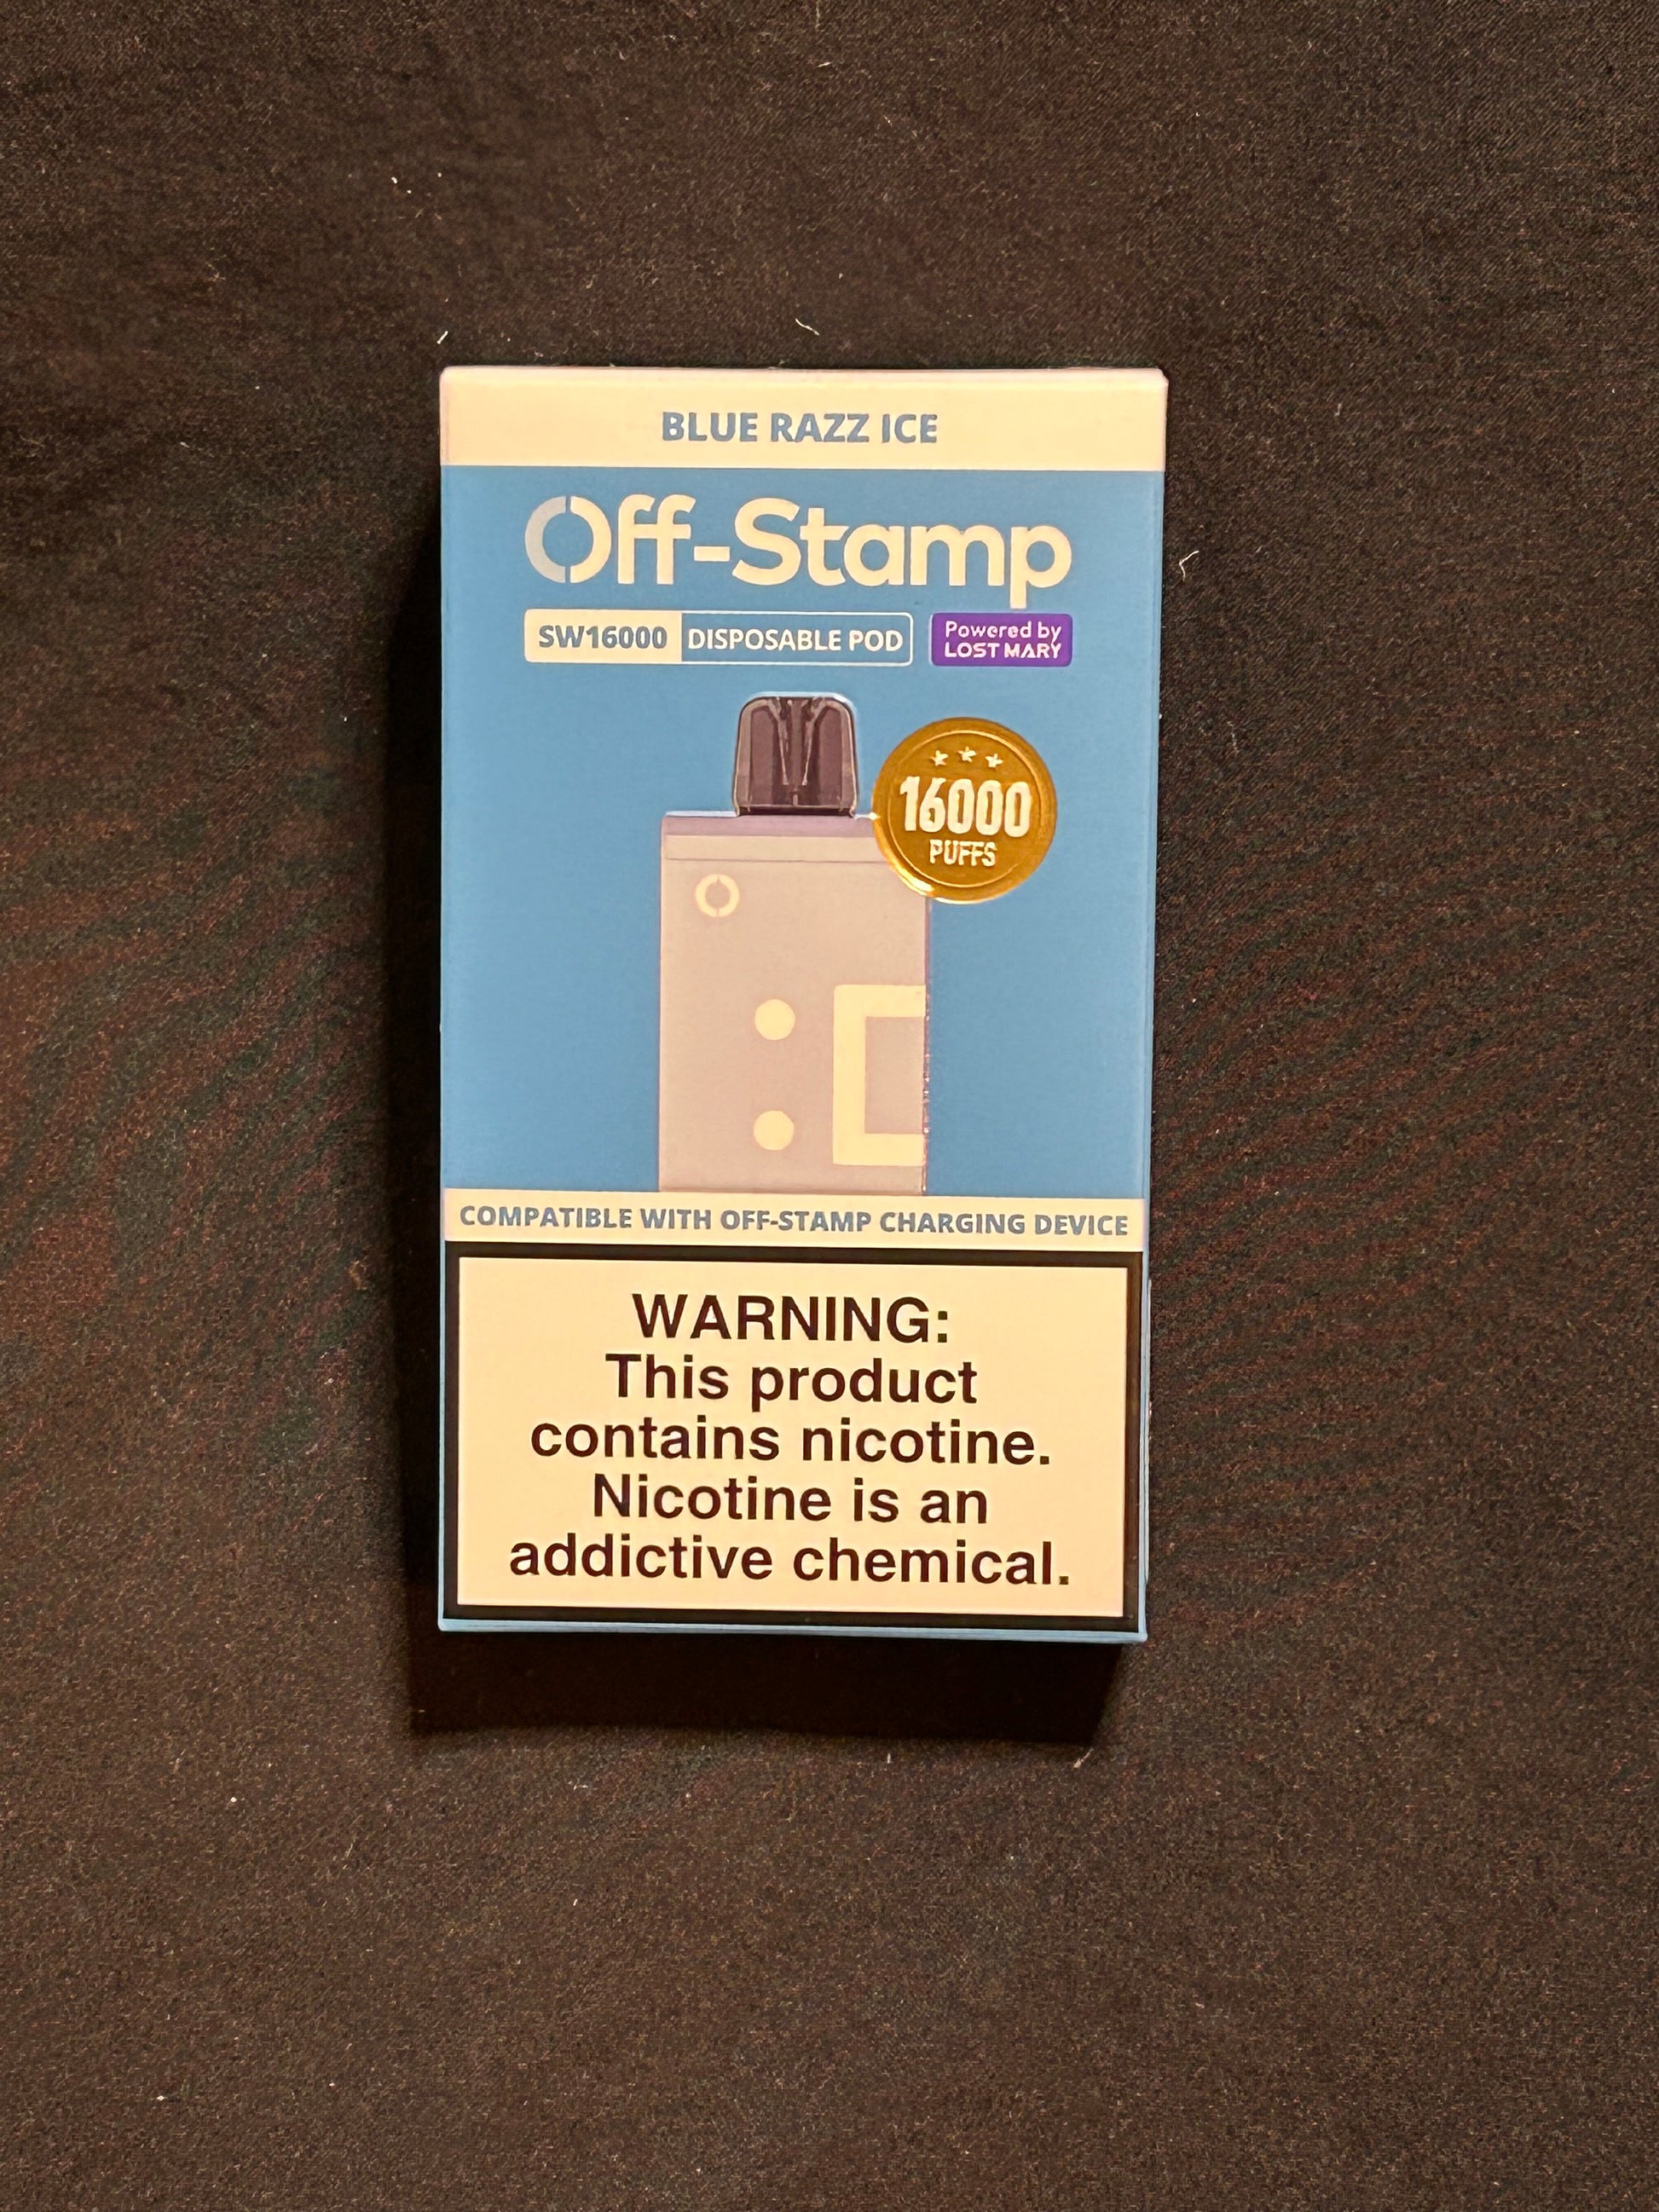 BLUE RAZZ ICE
Off-Stamp
SW16000 DISPOSABLE POD
Powered by
LOST MARY
16000
PUFFS
COMPATIBLE WITH OFF-STAMP CHARGING DEVICE
WARNING:
This product
contains nicotine.
Nicotine is an
addictive chemical.